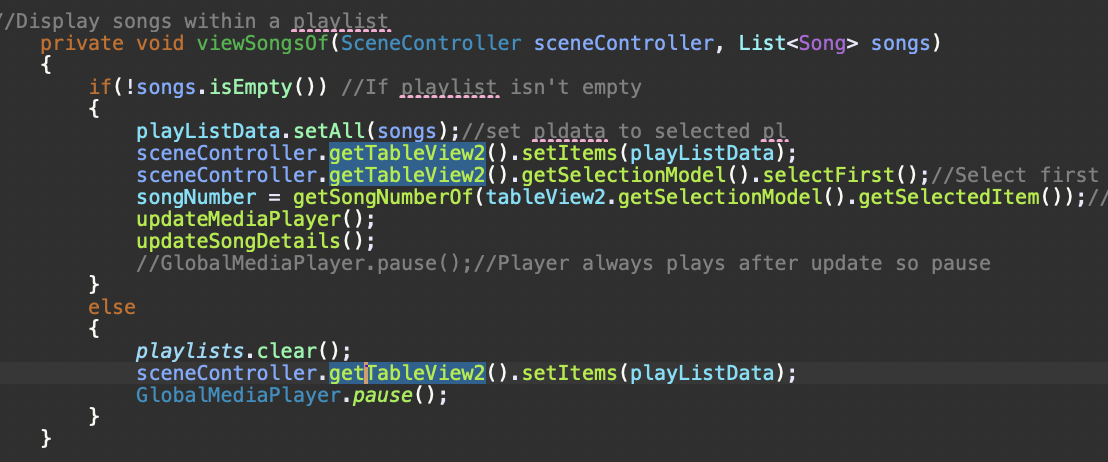 //Display songs within a playlist
private void viewSongsOf(SceneController sceneController, List<Song> songs)
{
if(!songs.isEmpty()) //If playlist isn't empty
{
playListData.setAll(songs);//set pldata to selected pl
sceneController.getTableView2().setItems(playListData);
sceneController.getTableView2().getSelectionModel().selectFirst();//Select first
songNumber = getSongNumberOf(tableView2.getSelectionModel().getSelectedItem());//
updateMediaPlayer();
updateSongDetails();
//GlobalMediaPlayer.pause();//Player always plays after update so pause
}
else
{
playlists.clear();
sceneController.getTableView2().setItems(playListData);
GlobalMediaPlayer.pause();
}
}